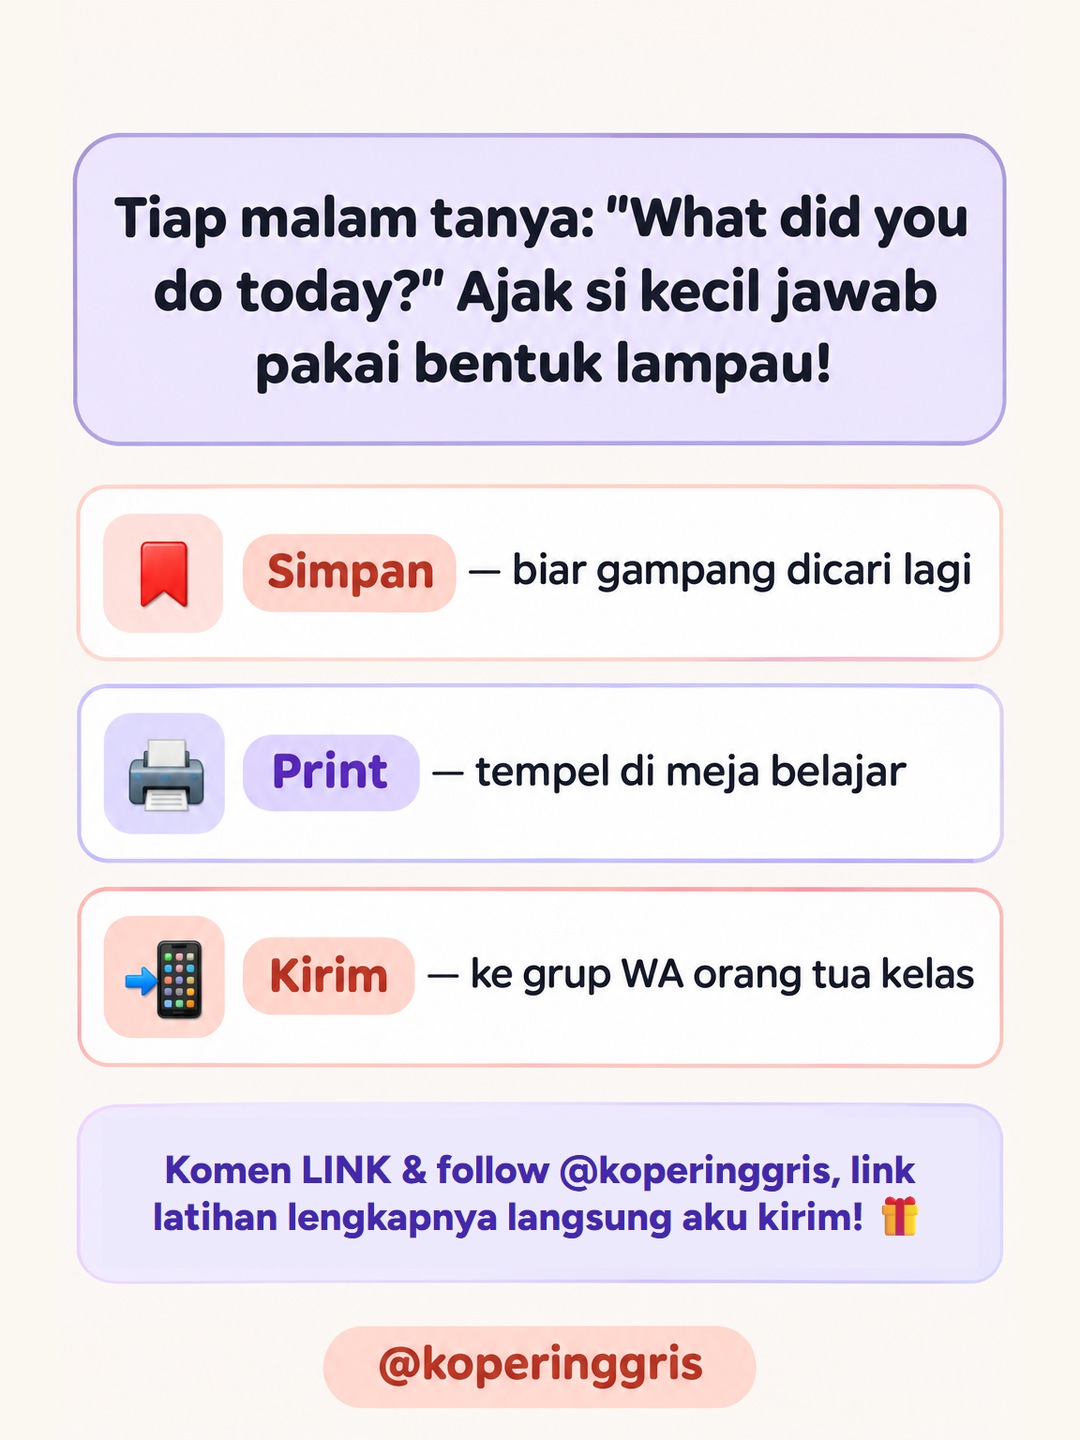 Tiap malam tanya: "What did you
do today?" Ajak si kecil jawab
pakai bentuk lampau!
Simpan — biar gampang dicari lagi
Print — tempel di meja belajar
Kirim — ke grup WA orang tua kelas
Komen LINK & follow @koperinggris, link
latihan lengkapnya langsung aku kirim! 🎁
@koperinggris